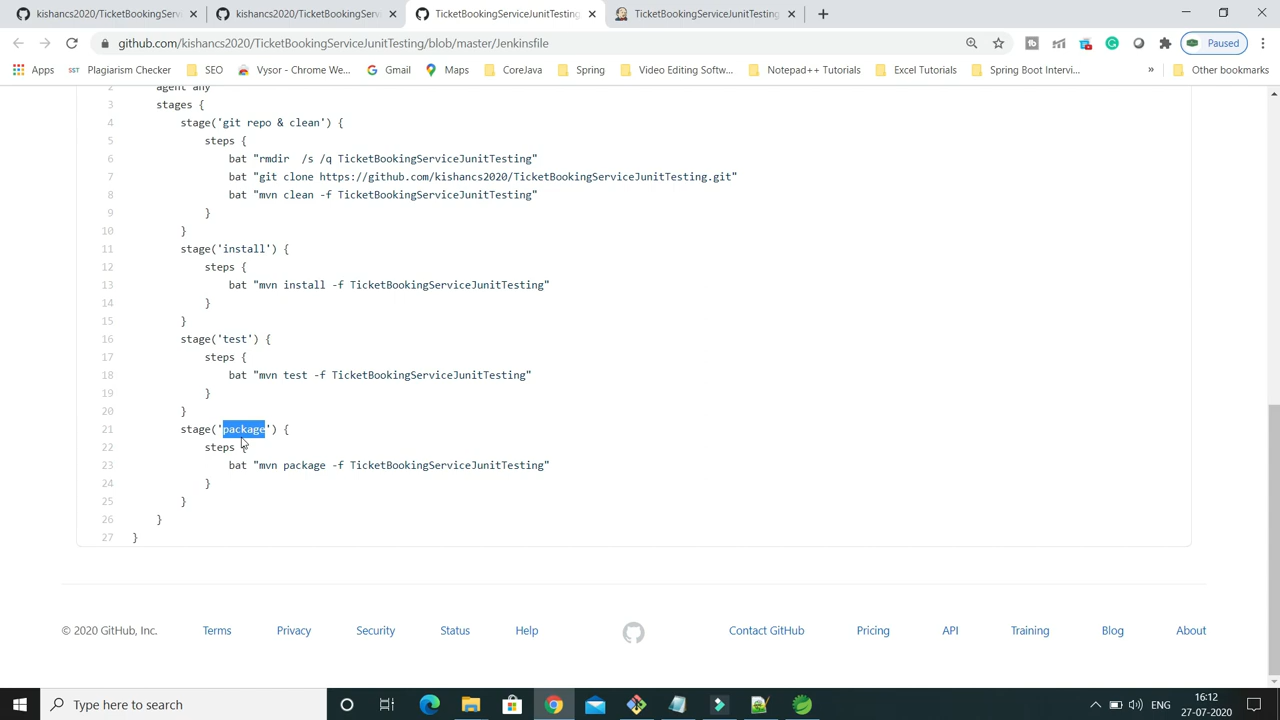 kishancs2020/TicketBookingServ
kishancs2020/TicketBookingServi
TicketBookingServiceJunitTesting
TicketBookingServiceJunitTesting
github.com/kishancs2020/TicketBookingServiceJunitTesting/blob/master/Jenkinsfile
Paused
Apps
SST Plagiarism Checker
SEO
Vysor - Chrome We...
Gmail
Maps
CoreJava
Spring
Video Editing Softw...
Notepad++ Tutorials
Excel Tutorials
Spring Boot Intervi...
»
Other bookmarks
2 agent any
3 stages {
4 stage('git repo & clean') {
5 steps {
6 bat "rmdir  /s /q TicketBookingServiceJunitTesting"
7 bat "git clone https://github.com/kishancs2020/TicketBookingServiceJunitTesting.git"
8 bat "mvn clean -f TicketBookingServiceJunitTesting"
9 }
10 }
11 stage('install') {
12 steps {
13 bat "mvn install -f TicketBookingServiceJunitTesting"
14 }
15 }
16 stage('test') {
17 steps {
18 bat "mvn test -f TicketBookingServiceJunitTesting"
19 }
20 }
21 stage('package') {
22 steps {
23 bat "mvn package -f TicketBookingServiceJunitTesting"
24 }
25 }
26 }
27 }
© 2020 GitHub, Inc.
Terms
Privacy
Security
Status
Help
Contact GitHub
Pricing
API
Training
Blog
About
Type here to search
ENG
16:12
27-07-2020